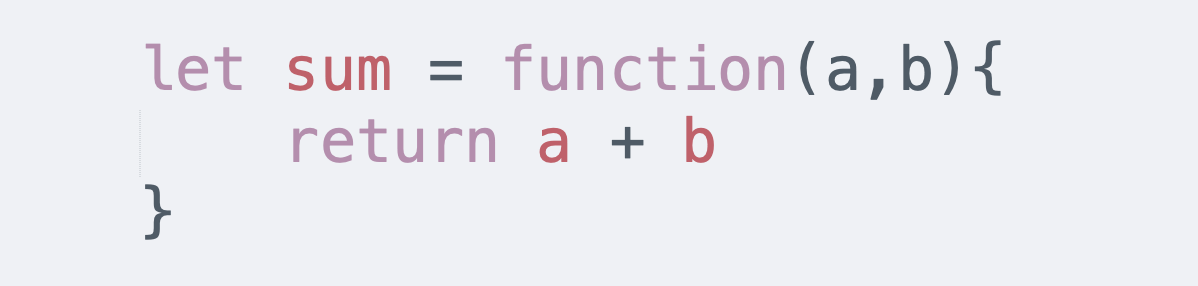 let sum = function(a,b){
    return a + b
}